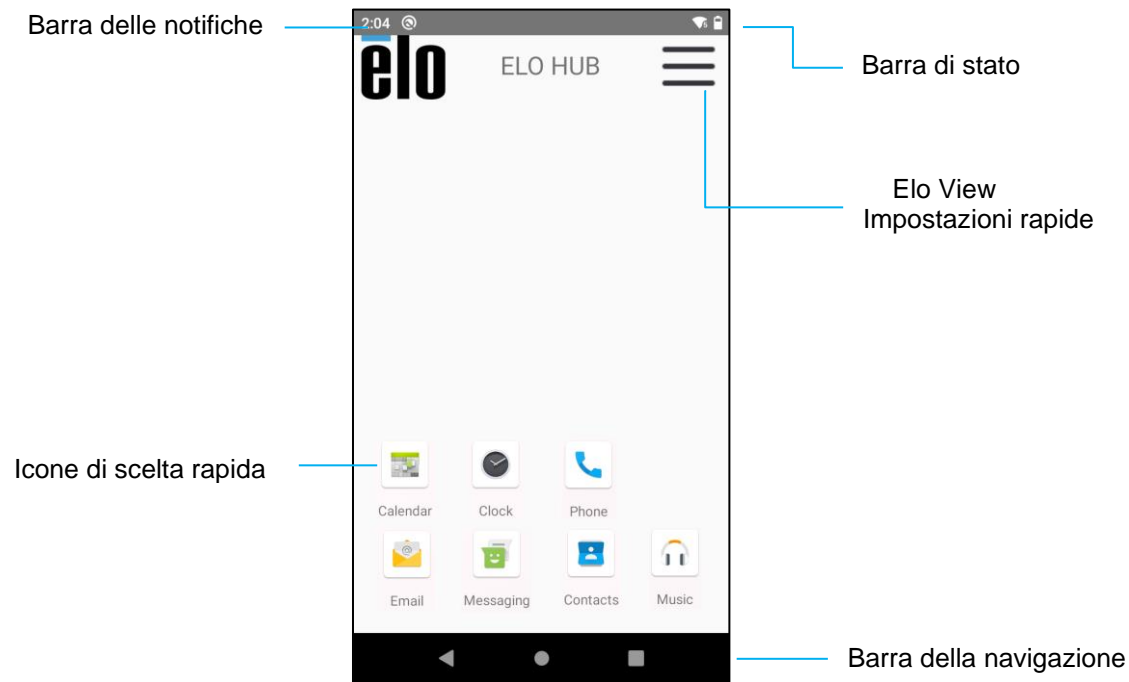 Barra delle notifiche
2:04
elo
ELO HUB
Barra di stato
Elo View
Impostazioni rapide
Icone di scelta rapida
Calendar
Clock
Phone
Email
Messaging
Contacts
Music
Barra della navigazione